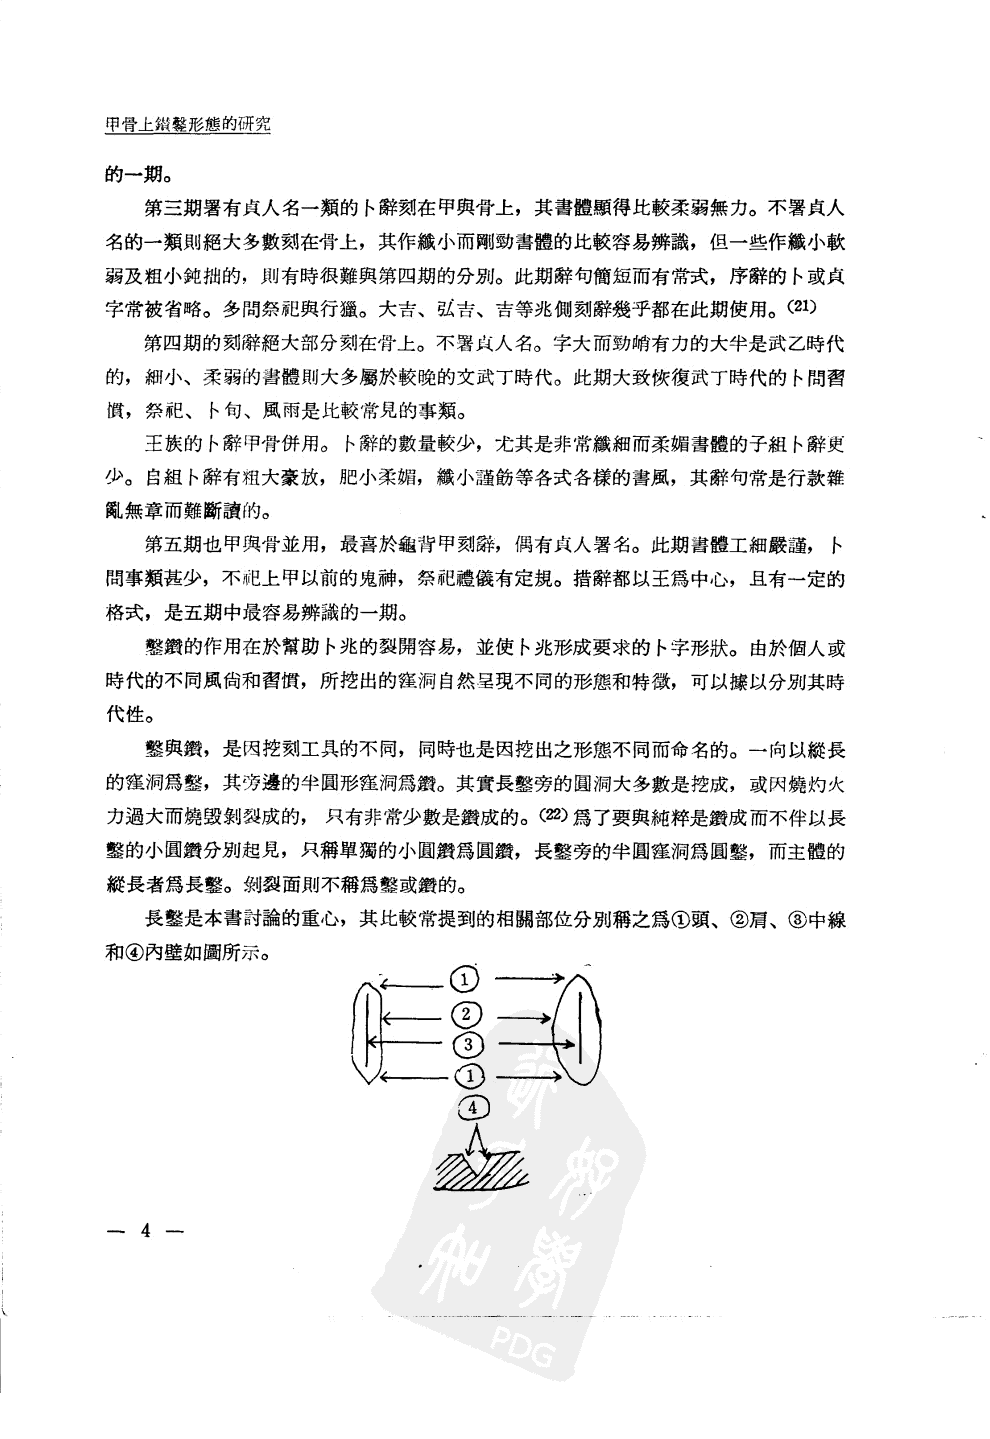 甲骨上鑽鑿形態的研究
的一期。
第三期署有貞人名一類的卜辭刻在甲與骨上，其書體顯得比較柔弱無力。不署貞人
名的一類則絕大多數刻在骨上，其作纖小而剛勁書體的比較容易辨識，但一些作纖小軟
弱及粗小鈍拙的，則有時很難與第四期的分別。此期辭句簡短而有常式，序辭的卜或貞
字常被省略。多問祭祀與行獵。大吉、弘吉、吉等兆側刻辭幾乎都在此期使用。(21)
第四期的刻辭絕大部分刻在骨上。不署貞人名。字大而勁峭有力的大半是武乙時代
的，細小、柔弱的書體則大多屬於較晚的文武丁時代。此期大致恢復武丁時代的卜問習
慣，祭祀、卜旬、風雨是比較常見的事類。
王族的卜辭甲骨併用。卜辭的數量較少，尤其是非常纖細而柔媚書體的子組卜辭更
少。自組卜辭有粗大豪放，肥小柔媚，纖小謹飭等各式各樣的書風，其辭句常是行款雜
亂無章而難斷讀的。
第五期也甲與骨並用，最喜於龜背甲刻辭，偶有貞人署名。此期書體工細嚴謹，卜
問事類甚少，不祀上甲以前的鬼神，祭祀禮儀有定規。措辭都以王爲中心，且有一定的
格式，是五期中最容易辨識的一期。
鑿鑽的作用在於幫助卜兆的裂開容易，並使卜兆形成要求的卜字形狀。由於個人或
時代的不同風尙和習慣，所挖出的窪洞自然呈現不同的形態和特徵，可以據以分別其時
代性。
鑿與鑽，是因挖刻工具的不同，同時也是因挖出之形態不同而命名的。一向以縱長
的窪洞爲鑿，其旁邊的半圓形窪洞爲鑽。其實長鑿旁的圓洞大多數是挖成，或因燒灼火
力過大而燒毀剝裂成的， 只有非常少數是鑽成的。(22)爲了要與純粹是鑽成而不伴以長
鑿的小圓鑽分別起見，只稱單獨的小圓鑽爲圓鑽，長鑿旁的半圓窪洞爲圓鑿，而主體的
縱長者爲長鑿。剝裂面則不稱爲鑿或鑽的。
長鑿是本書討論的重心，其比較常提到的相關部位分別稱之爲①頭、②肩、③中線
和④內壁如圖所示。
①
②
③
①
④
— 4 —
PDG